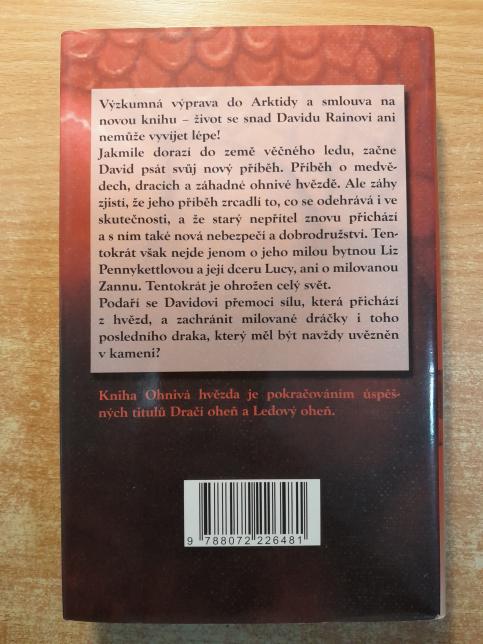 Výzkumná výprava do Arktidy a smlouva na
novou knihu – život se snad Davidu Rainovi ani
nemůže vyvíjet lépe!
Jakmile dorazí do země věčného ledu, začne
David psát svůj nový příběh. Příběh o medvě-
dech, dracích a záhadné ohnivé hvězdě. Ale záhy
zjistí, že jeho příběh zrcadlí to, co se odehrává i ve
skutečnosti, a že starý nepřítel znovu přichází
a s ním také nová nebezpečí a dobrodružství. Ten-
tokrát však nejde jenom o jeho milou bytnou Liz
Pennykettlovou a její dceru Lucy, ani o milovanou
Zannu. Tentokrát je ohrožen celý svět.
Podaří se Davidovi přemoci sílu, která přichází
z hvězd, a zachránit milované dráčky i toho
posledního draka, který měl být navždy uvězněn
v kameni?
Kniha Ohnivá hvězda je pokračováním úspěš-
ných titulů Dračí oheň a Ledový oheň.
9 788072 226481